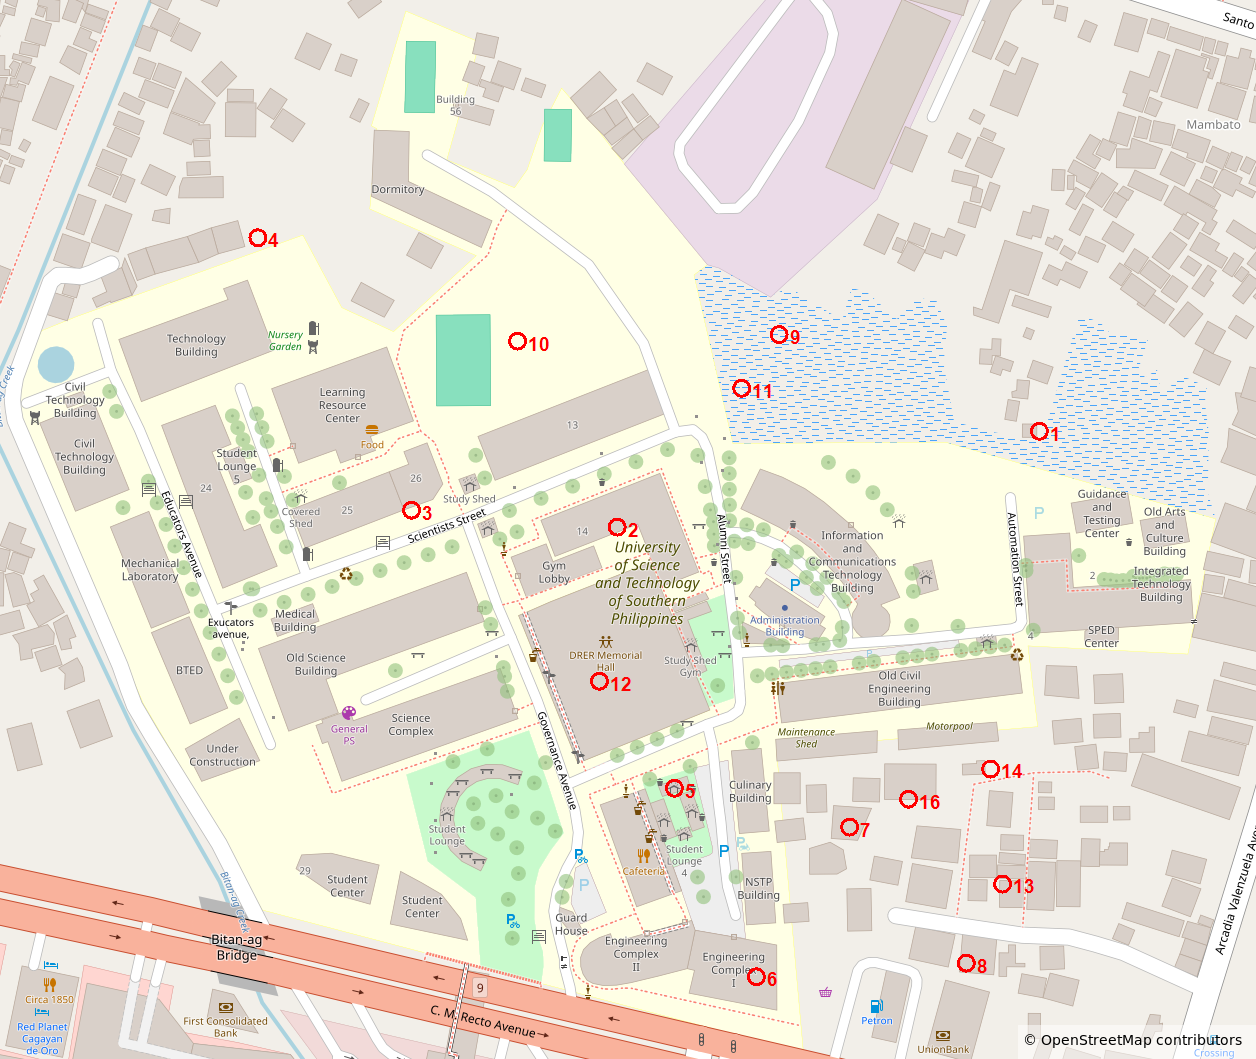 Santo
Mambato
Building
56
Dormitory
4
Technology
Building
Nursery
Garden
10
9
11
1
Civil
Technology
Building
Learning
Resource
Center
Food
13
Civil
Technology
Building
Student
Lounge
5
24
26
25
Covered
Shed
3
Study Shed
Scientists Street
Educators Avenue
14
2
University
of Science
and Technology
of Southern
Philippines
Gym
Lobby
Alumni Street
Information
and
Communications
Technology
Building
Automation Street
P
Guidance
and
Testing
Center
Old Arts
and
Culture
Building
2
Integrated
Technology
Building
Mechanical
Laboratory
Exucators
avenue,
Medical
Building
P
Administration
Building
4
SPED
Center
BTED
Old Science
Building
DRER Memorial
Hall
12
Study Shed
Gym
P
Old Civil
Engineering
Building
General
PS
Science
Complex
Governance Avenue
Under
Construction
Maintenance
Shed
Motorpool
14
Culinary
Building
5
16
7
Student
Lounge
Student
Lounge
4
P
P
Cafeteria
P
P
29
Student
Center
Student
Center
NSTP
Building
13
P
Guard
House
Engineering
Complex
II
Engineering
Complex
I
6
8
Bitan-ag Creek
Bitan-ag Creek
Bitan-ag
Bridge
Arcadia Valenzuela Ave
9
C. M. Recto Avenue
Circa 1850
Red Planet
Cagayan
de Oro
First Consolidated
Bank
Petron
UnionBank
Crossing
© OpenStreetMap contributors